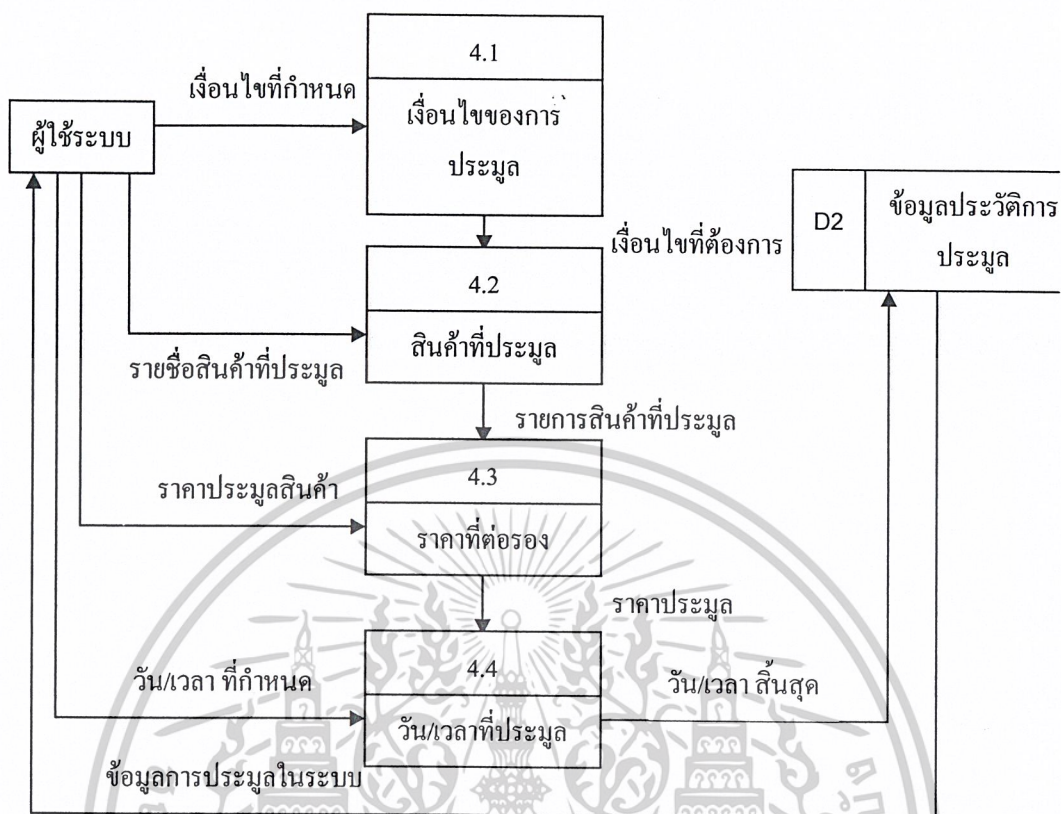 4.1
เงื่อนไขที่กำหนด
เงื่อนไขของการ
ประมูล
ผู้ใช้ระบบ
D2
ข้อมูลประวัติการ
ประมูล
เงื่อนไขที่ต้องการ
4.2
สินค้าที่ประมูล
รายชื่อสินค้าที่ประมูล
รายการสินค้าที่ประมูล
4.3
ราคาประมูลสินค้า
ราคาที่ต่อรอง
ราคาประมูล
4.4
วัน/เวลา ที่กำหนด
วัน/เวลา สิ้นสุด
วัน/เวลาที่ประมูล
ข้อมูลการประมูลในระบบ